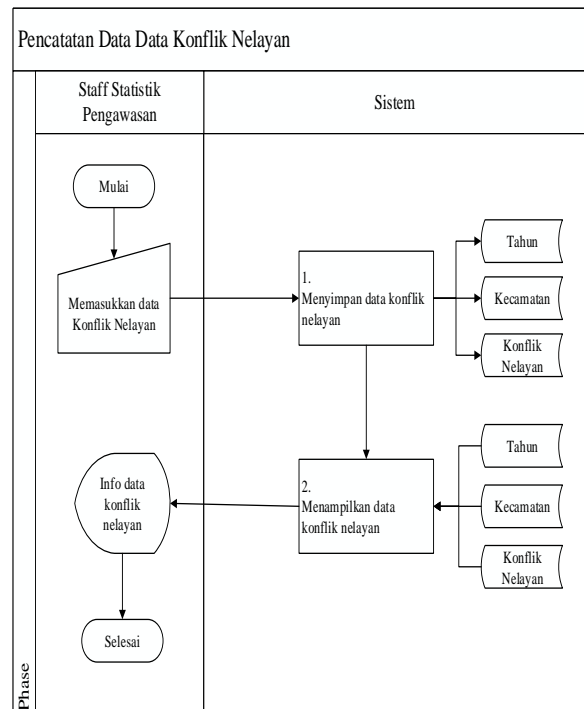 Pencatatan Data Data Konflik Nelayan
Staff Statistik
Pengawasan
Sistem
Mulai
Memasukkan data
Konflik Nelayan
1.
Menyimpan data konflik
nelayan
Tahun
Kecamatan
Konflik
Nelayan
Info data
konflik
nelayan
2.
Menampilkan data
konflik nelayan
Tahun
Kecamatan
Konflik
Nelayan
Selesai
Phase